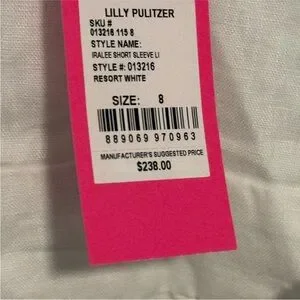 LILLY PULITZER
SKU #
013216 115 8
STYLE NAME:
IRALEE SHORT SLEEVE LI
STYLE #: 013216
RESORT WHITE
SIZE: 8
889069 970963
MANUFACTURER'S SUGGESTED PRICE
$238.00